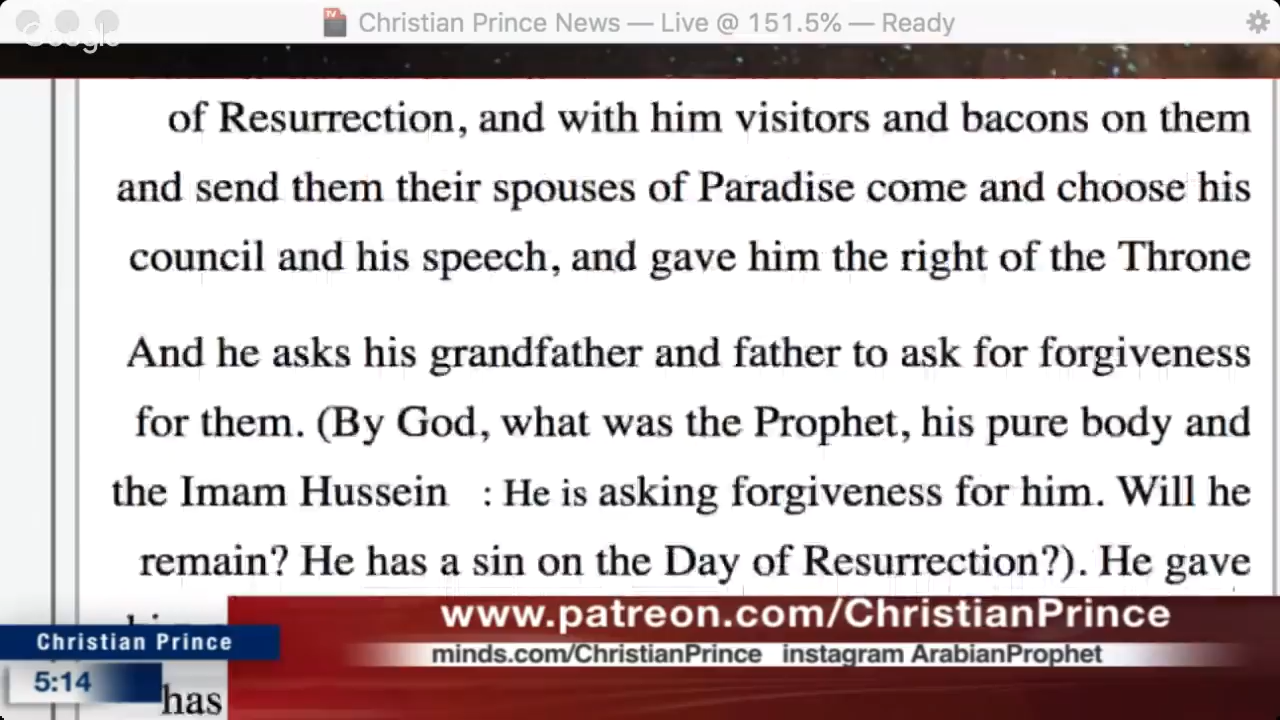 Christian Prince News — Live @ 151.5% — Ready
Google
of Resurrection, and with him visitors and bacons on them
and send them their spouses of Paradise come and choose his
council and his speech, and gave him the right of the Throne
And he asks his grandfather and father to ask for forgiveness
for them. (By God, what was the Prophet, his pure body and
the Imam Hussein : He is asking forgiveness for him. Will he
remain? He has a sin on the Day of Resurrection?). He gave
has
www.patreon.com/ChristianPrince
minds.com/ChristianPrince instagram ArabianProphet
Christian Prince
5:14